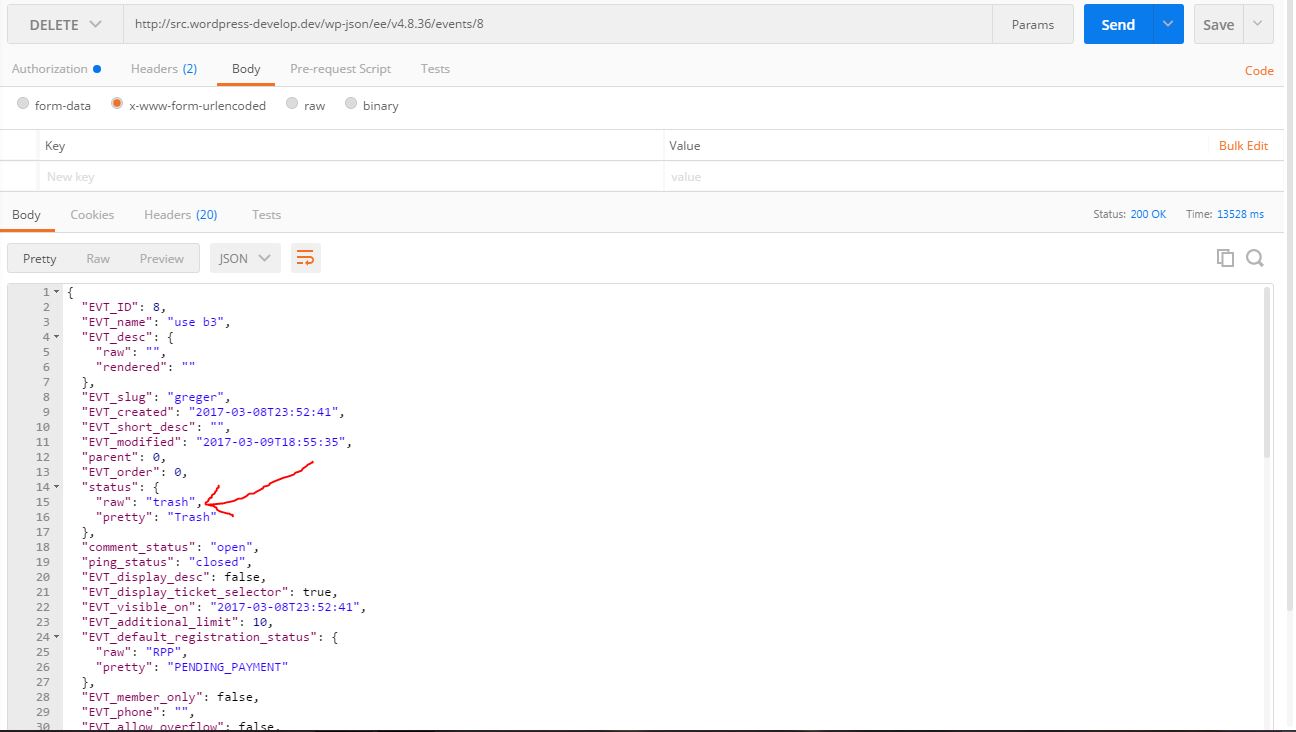 DELETE http://src.wordpress-develop.dev/wp-json/ee/v4.8.36/events/8 Params Send Save
Authorization Headers (2) Body Pre-request Script Tests Code
form-data x-www-form-urlencoded raw binary
Key Value Bulk Edit
New key value
Body Cookies Headers (20) Tests Status: 200 OK Time: 13528 ms
Pretty Raw Preview JSON
1 {
2 "EVT_ID": 8,
3 "EVT_name": "use b3",
4 "EVT_desc": {
5 "raw": "",
6 "rendered": ""
7 },
8 "EVT_slug": "greger",
9 "EVT_created": "2017-03-08T23:52:41",
10 "EVT_short_desc": "",
11 "EVT_modified": "2017-03-09T18:55:35",
12 "parent": 0,
13 "EVT_order": 0,
14 "status": {
15 "raw": "trash",
16 "pretty": "Trash"
17 },
18 "comment_status": "open",
19 "ping_status": "closed",
20 "EVT_display_desc": false,
21 "EVT_display_ticket_selector": true,
22 "EVT_visible_on": "2017-03-08T23:52:41",
23 "EVT_additional_limit": 10,
24 "EVT_default_registration_status": {
25 "raw": "RPP",
26 "pretty": "PENDING_PAYMENT"
27 },
28 "EVT_member_only": false,
29 "EVT_phone": "",
30 "EVT_allow_overflow": false,